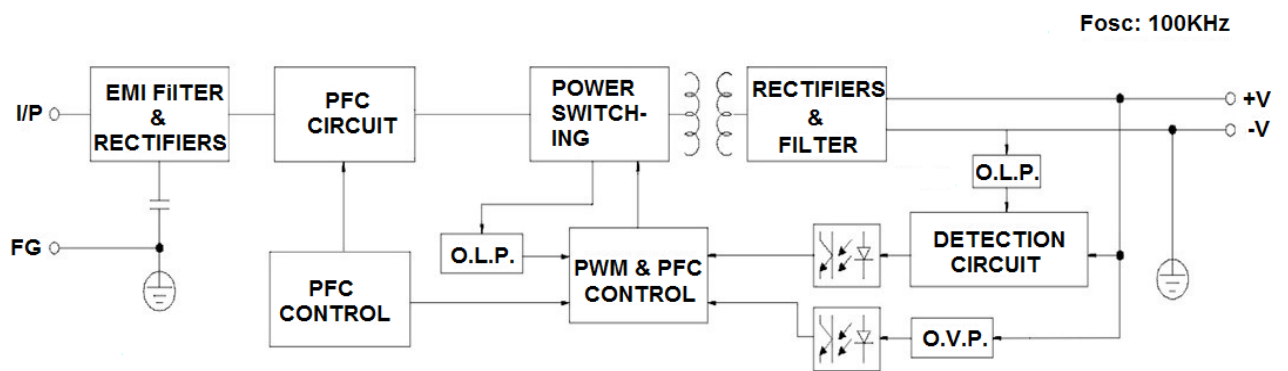 Fosc: 100KHz
I/P
EMI FilTER
&
RECTIFIERS
PFC
CIRCUIT
POWER
SWITCH-
ING
RECTIFIERS
&
FILTER
+V
-V
O.L.P.
FG
O.L.P.
PFC
CONTROL
PWM & PFC
CONTROL
DETECTION
CIRCUIT
O.V.P.